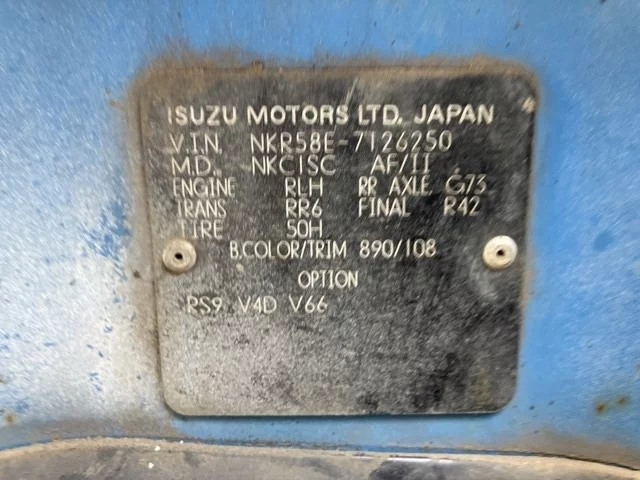 ISUZU MOTORS LTD. JAPAN
V.I.N. NKR58E-7126250
M.D. NKC1SC AF/II
ENGINE RLH RR AXLE. G73
TRANS RR6 FINAL R42
TIRE 50H
B.COLOR/TRIM 890/108
OPTION
RS9 V4D V66